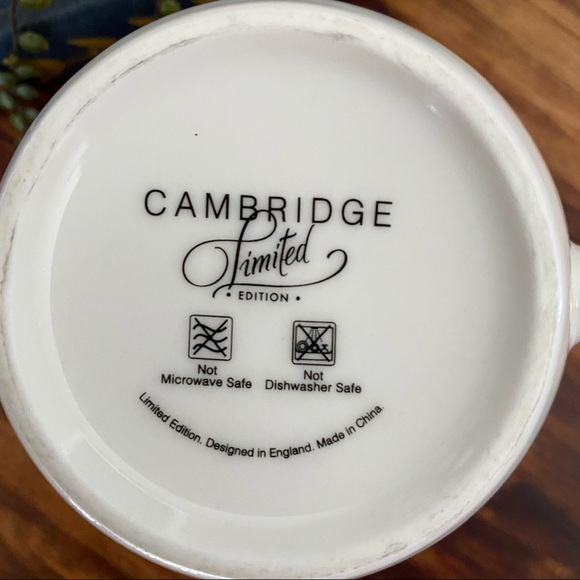 CAMBRIDGE
Limited
• EDITION •
Not
Microwave Safe
Not
Dishwasher Safe
Limited Edition. Designed in England. Made in China.